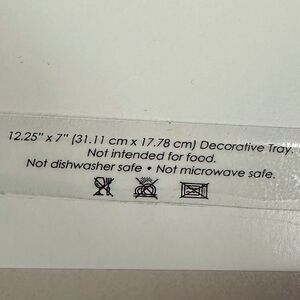 12.25" x 7" (31.11 cm x 17.78 cm) Decorative Tray.
Not intended for food.
Not dishwasher safe • Not microwave safe.